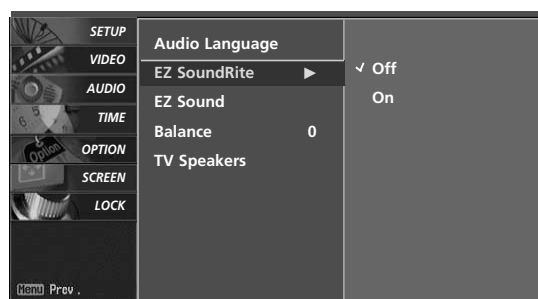 SETUP
VIDEO
AUDIO
TIME
OPTION
SCREEN
LOCK
Menu Prev.
Audio Language
EZ SoundRite ►
EZ Sound
Balance 0
TV Speakers
✓ Off
On